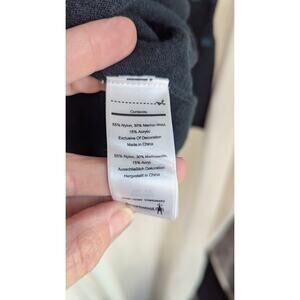 Contents:
55% Nylon, 30% Merino Wool,
15% Acrylic
Exclusive Of Decoration
Made in China
55% Nylon, 30% Merinowolle,
15% Acryl
Ausschließlich Dekoration
Hergestellt in China